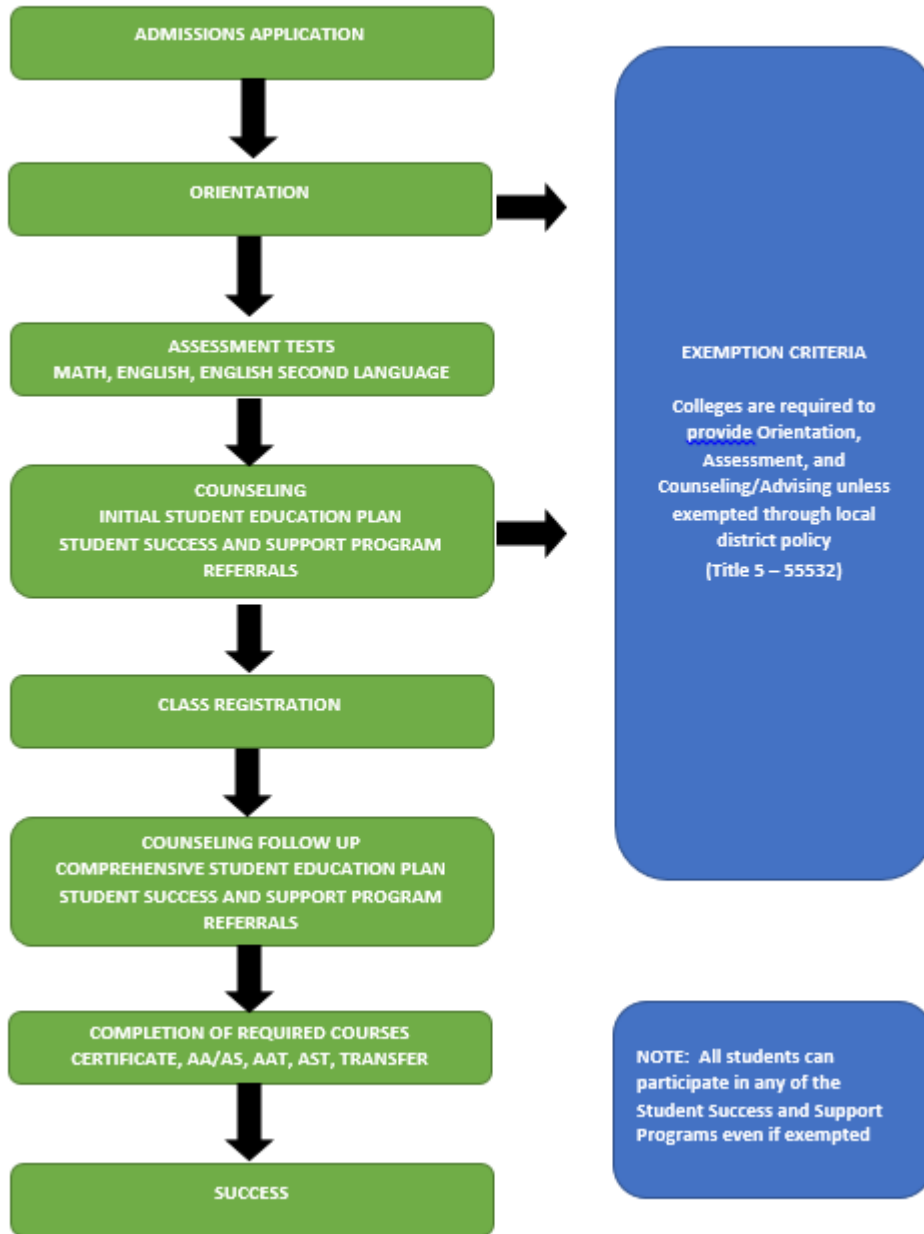 ADMISSIONS APPLICATION
ORIENTATION
ASSESSMENT TESTS
MATH, ENGLISH, ENGLISH SECOND LANGUAGE
COUNSELING
INITIAL STUDENT EDUCATION PLAN
STUDENT SUCCESS AND SUPPORT PROGRAM
REFERRALS
CLASS REGISTRATION
COUNSELING FOLLOW UP
COMPREHENSIVE STUDENT EDUCATION PLAN
STUDENT SUCCESS AND SUPPORT PROGRAM
REFERRALS
COMPLETION OF REQUIRED COURSES
CERTIFICATE, AA/AS, AAT, AST, TRANSFER
SUCCESS
EXEMPTION CRITERIA
Colleges are required to
provide Orientation,
Assessment, and
Counseling/Advising unless
exempted through local
district policy
(Title 5 – 55532)
NOTE:  All students can
participate in any of the
Student Success and Support
Programs even if exempted